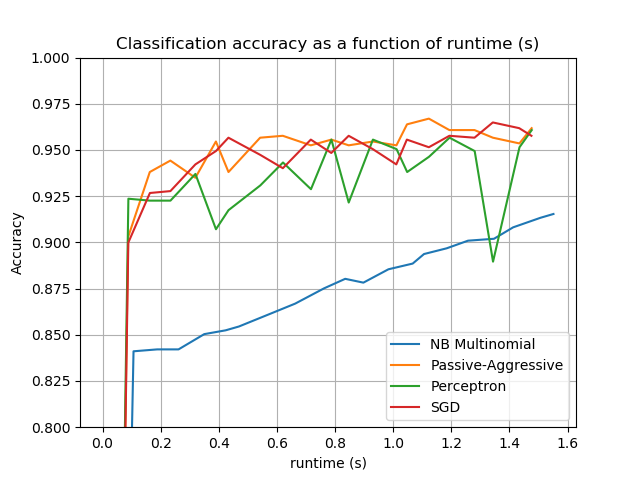 Classification accuracy as a function of runtime (s)
1.000
0.975
0.950
0.925
0.900
0.875
0.850
0.825
0.800
Accuracy
NB Multinomial
Passive-Aggressive
Perceptron
SGD
0.0 0.2 0.4 0.6 0.8 1.0 1.2 1.4 1.6
runtime (s)